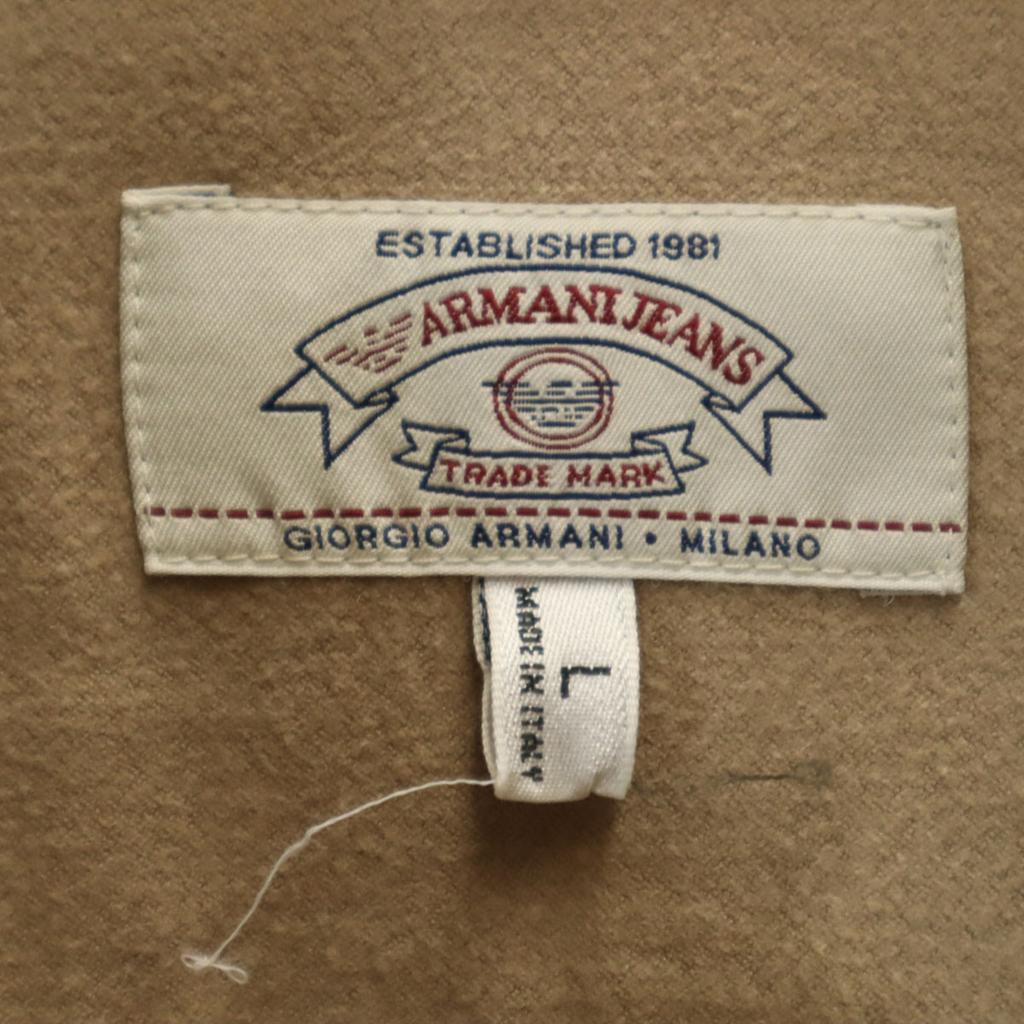 ESTABLISHED 1981
ARMANI JEANS
TRADE MARK
GIORGIO ARMANI • MILANO
L
MADE IN ITALY